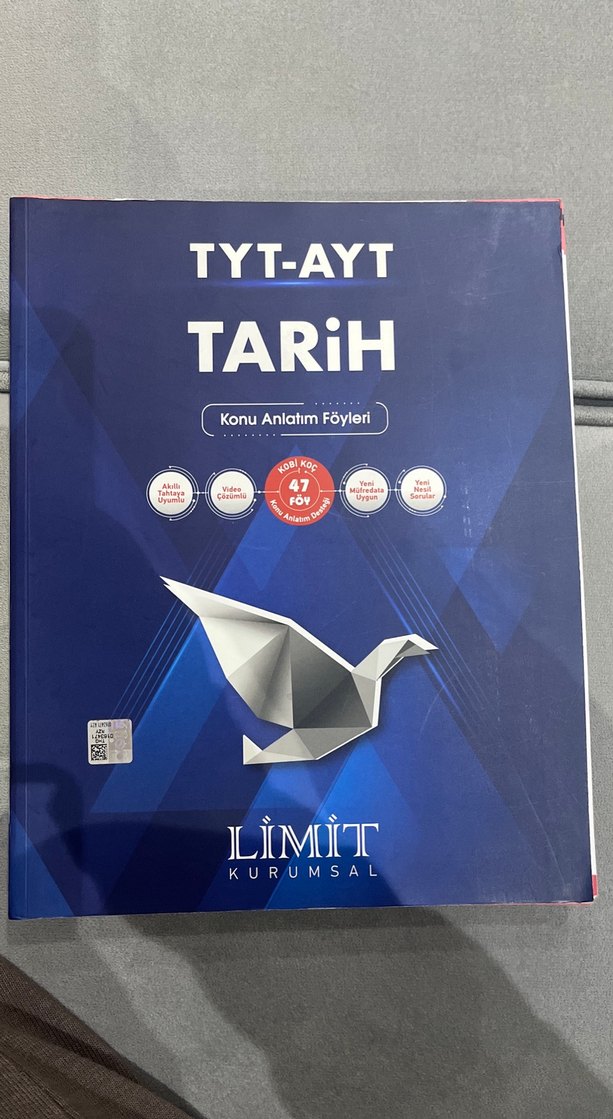 TYT-AYT
TARiH
Konu Anlatım Föyleri
Akıllı
Tahtaya
Uyumlu
Video
Çözümlü
KOBİ KOÇ
47
FÖY
Konu Anlatım Desteği
Yeni
Müfredata
Uygun
Yeni
Nesil
Sorular
LİMİT
KURUMSAL